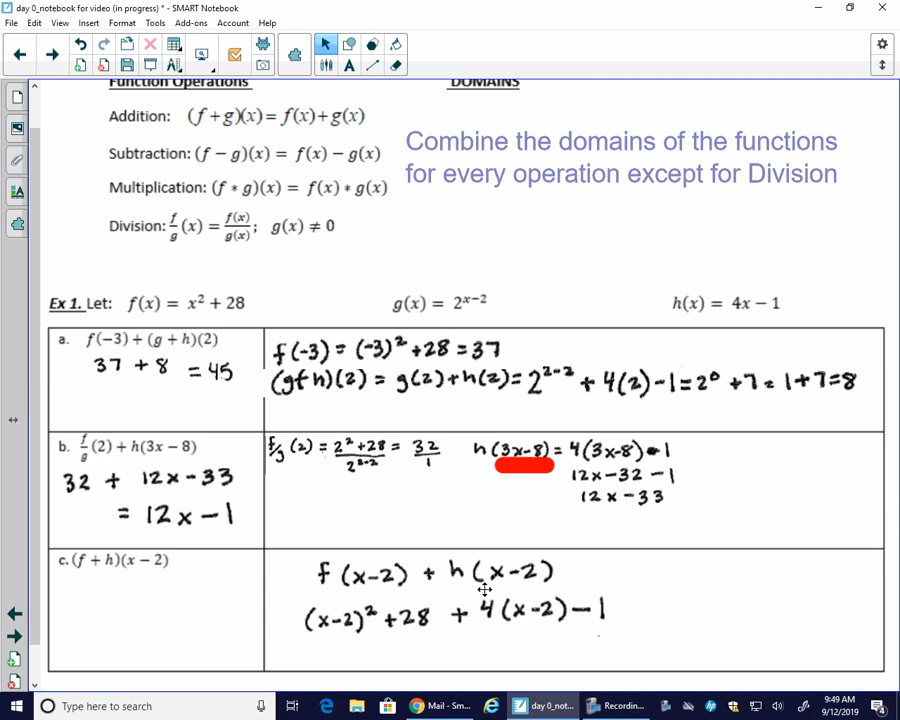 day 0_notebook for video (in progress) * - SMART Notebook
File Edit View Insert Format Tools Add-ons Account Help
Function Operations DOMAINS
Addition: (f + g)(x) = f(x) + g(x)
Combine the domains of the functions
for every operation except for Division
Subtraction: (f − g)(x) = f(x) − g(x)
Multiplication: (f * g)(x) = f(x) * g(x)
Division: f/g (x) = f(x)/g(x); g(x) ≠ 0
Ex 1. Let: f(x) = x² + 28 g(x) = 2^(x−2) h(x) = 4x − 1
a. f(−3) + (g + h)(2)
37 + 8 = 45
f(-3) = (-3)² + 28 = 37
(g+h)(2) = g(2) + h(2) = 2^(2-2) + 4(2) - 1 = 2⁰ + 7 = 1 + 7 = 8
b. f/g (2) + h(3x − 8)
32 + 12x - 33
= 12x - 1
f/g (2) = 2² + 28 / 2^(2-2) = 32/1
h(3x-8) = 4(3x-8) - 1
12x - 32 - 1
12x - 33
c. (f + h)(x − 2)
f(x-2) + h(x-2)
(x-2)² + 28 + 4(x-2) - 1
Type here to search
Mail - Sm...
day 0_not...
Recordin...
9:49 AM
9/12/2019
4